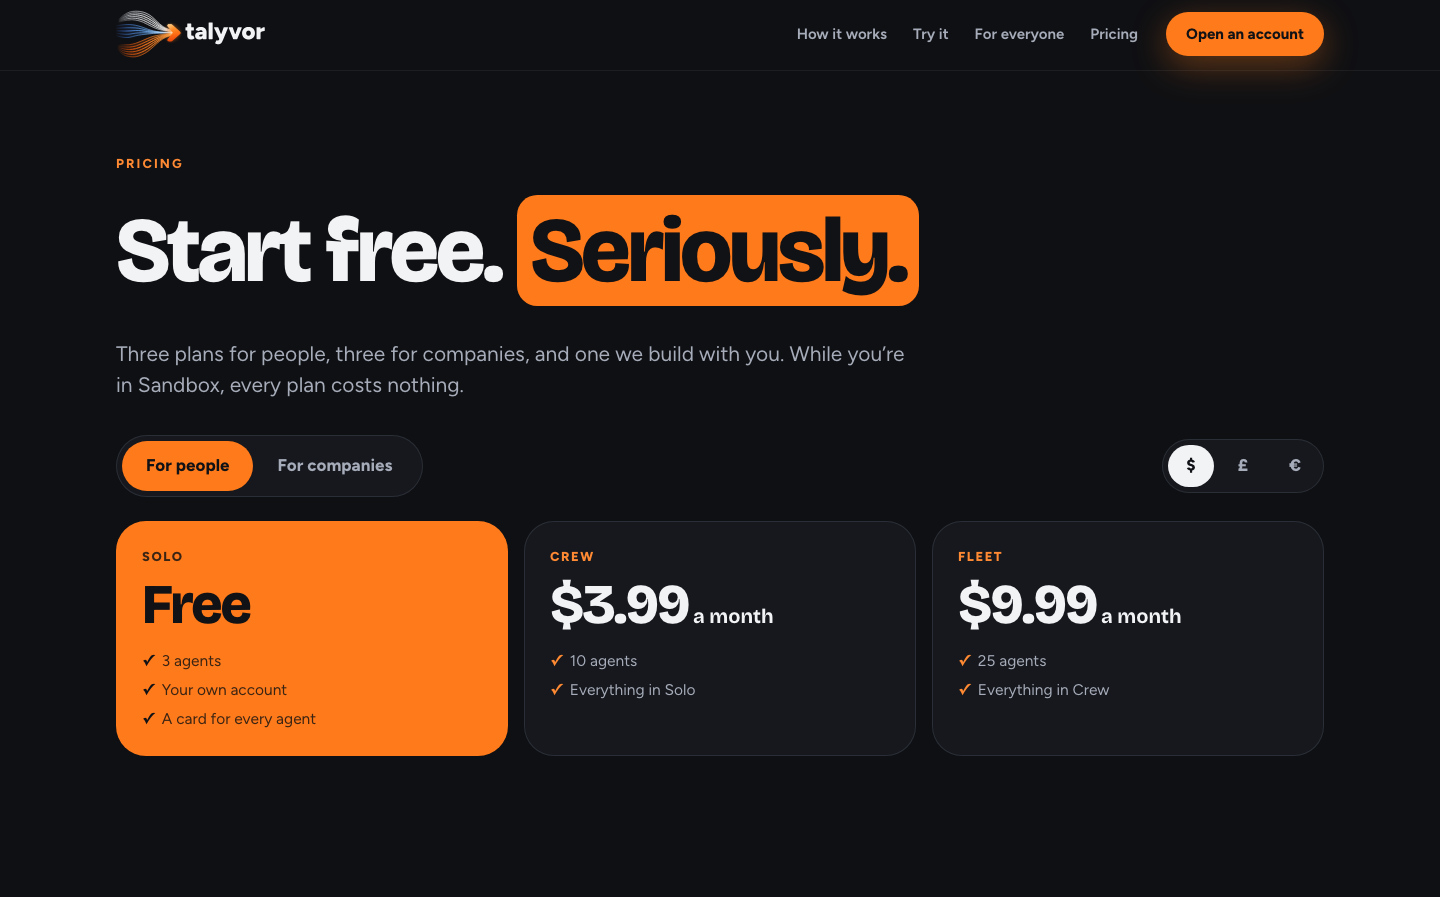 talyvor
How it works Try it For everyone Pricing Open an account
PRICING
Start free. Seriously.
Three plans for people, three for companies, and one we build with you. While you’re
in Sandbox, every plan costs nothing.
For people For companies $ £ €
SOLO
Free
✓ 3 agents
✓ Your own account
✓ A card for every agent
CREW
$3.99 a month
✓ 10 agents
✓ Everything in Solo
FLEET
$9.99 a month
✓ 25 agents
✓ Everything in Crew